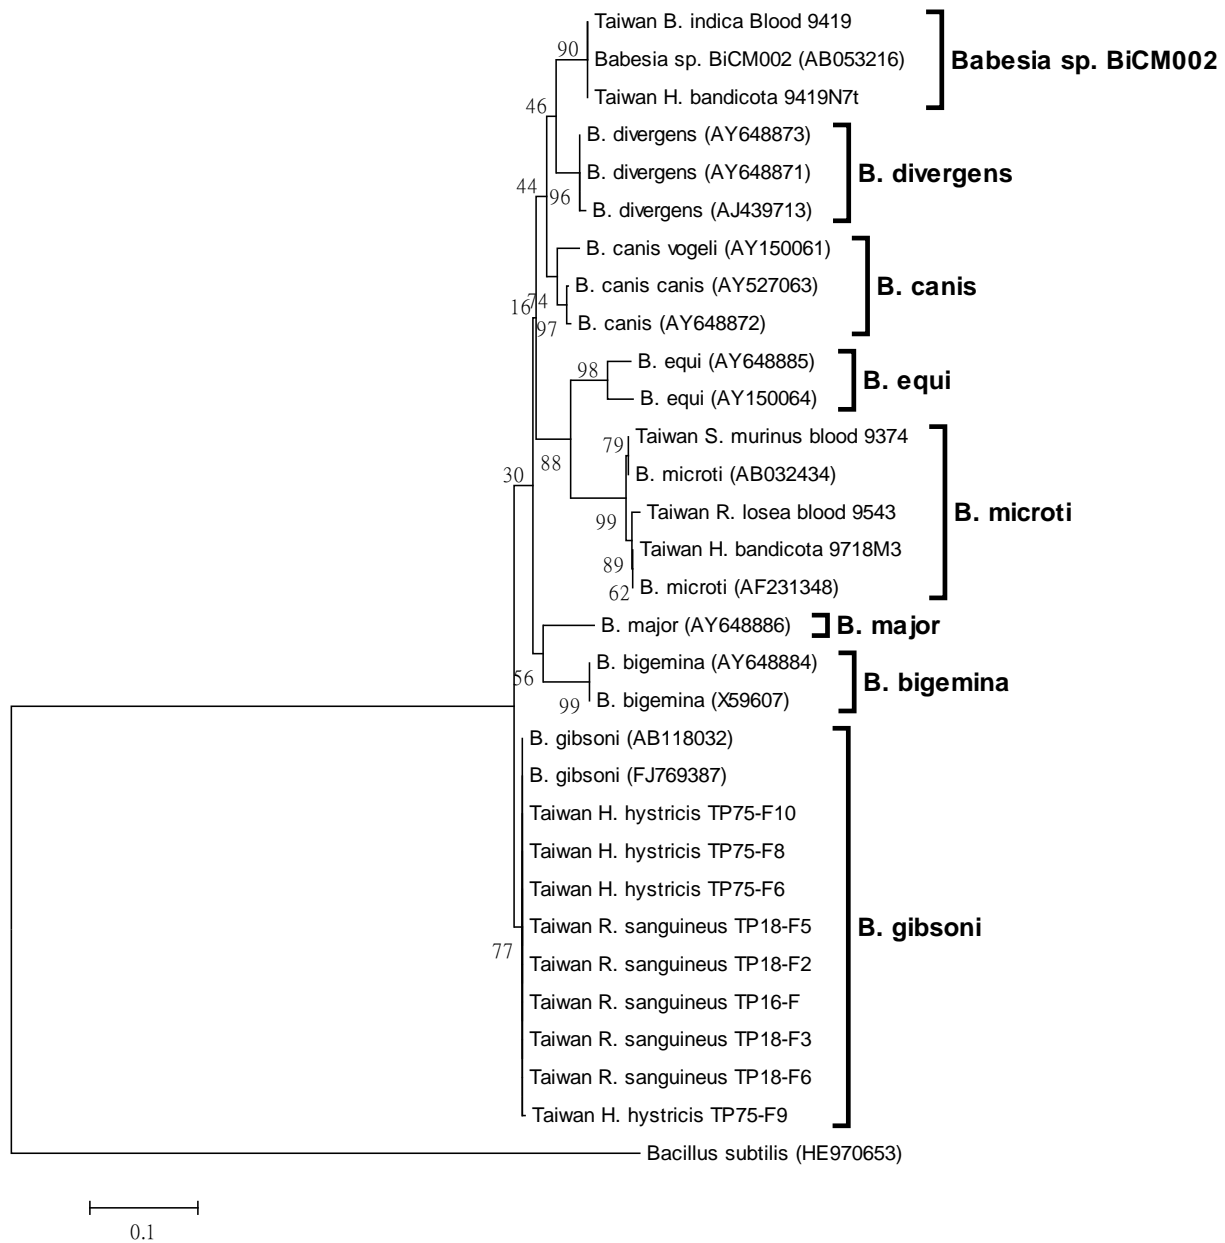 Taiwan B. indica Blood 9419
90
Babesia sp. BiCM002 (AB053216)
Babesia sp. BiCM002
Taiwan H. bandicota 9419N7t
46
B. divergens (AY648873)
B. divergens (AY648871)
B. divergens
44
96
B. divergens (AJ439713)
B. canis vogeli (AY150061)
B. canis canis (AY527063)
B. canis
16
74
B. canis (AY648872)
97
B. equi (AY648885)
98
B. equi
B. equi (AY150064)
Taiwan S. murinus blood 9374
79
88
30
B. microti (AB032434)
Taiwan R. losea blood 9543
B. microti
99
Taiwan H. bandicota 9718M3
89
B. microti (AF231348)
62
B. major (AY648886)
B. major
B. bigemina (AY648884)
56
B. bigemina
B. bigemina (X59607)
99
B. gibsoni (AB118032)
B. gibsoni (FJ769387)
Taiwan H. hystricis TP75-F10
Taiwan H. hystricis TP75-F8
Taiwan H. hystricis TP75-F6
Taiwan R. sanguineus TP18-F5
B. gibsoni
77
Taiwan R. sanguineus TP18-F2
Taiwan R. sanguineus TP16-F
Taiwan R. sanguineus TP18-F3
Taiwan R. sanguineus TP18-F6
Taiwan H. hystricis TP75-F9
Bacillus subtilis (HE970653)
0.1